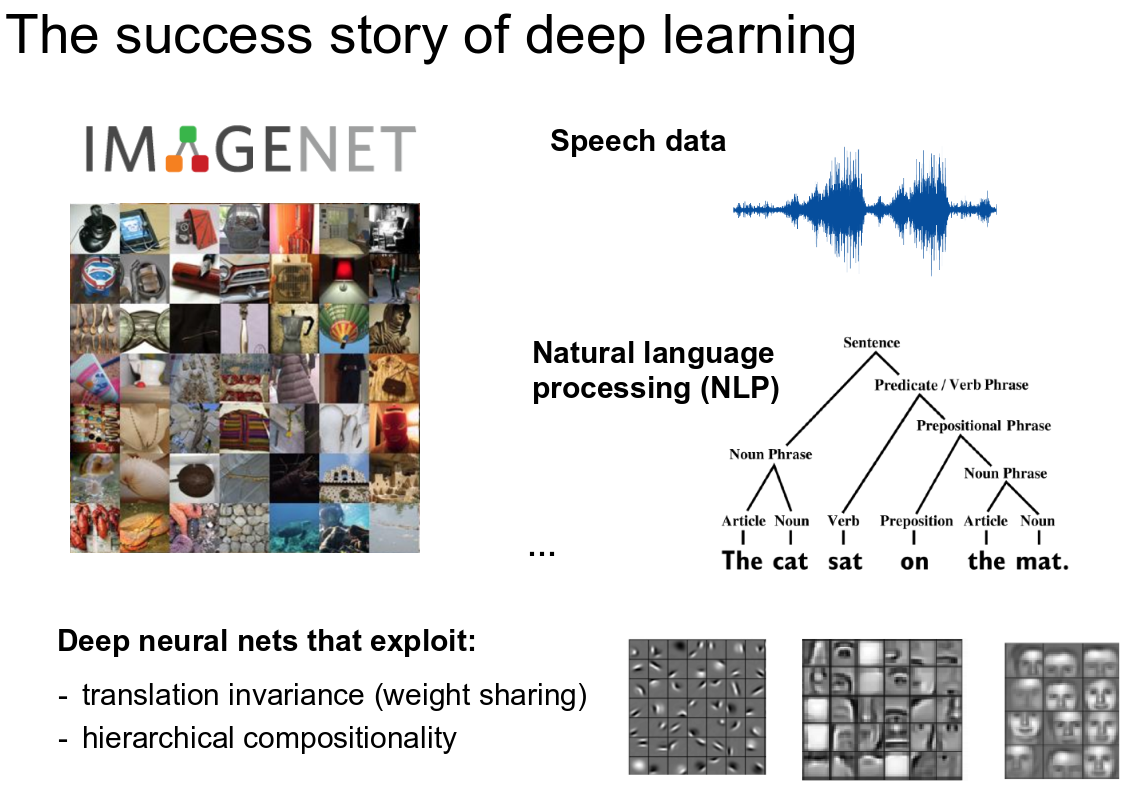 The success story of deep learning
IMAGENET
Speech data
Natural language
processing (NLP)
Sentence
Predicate / Verb Phrase
Prepositional Phrase
Noun Phrase
Noun Phrase
Article Noun Verb Preposition Article Noun
The cat sat on the mat.
...
Deep neural nets that exploit:
- translation invariance (weight sharing)
- hierarchical compositionality